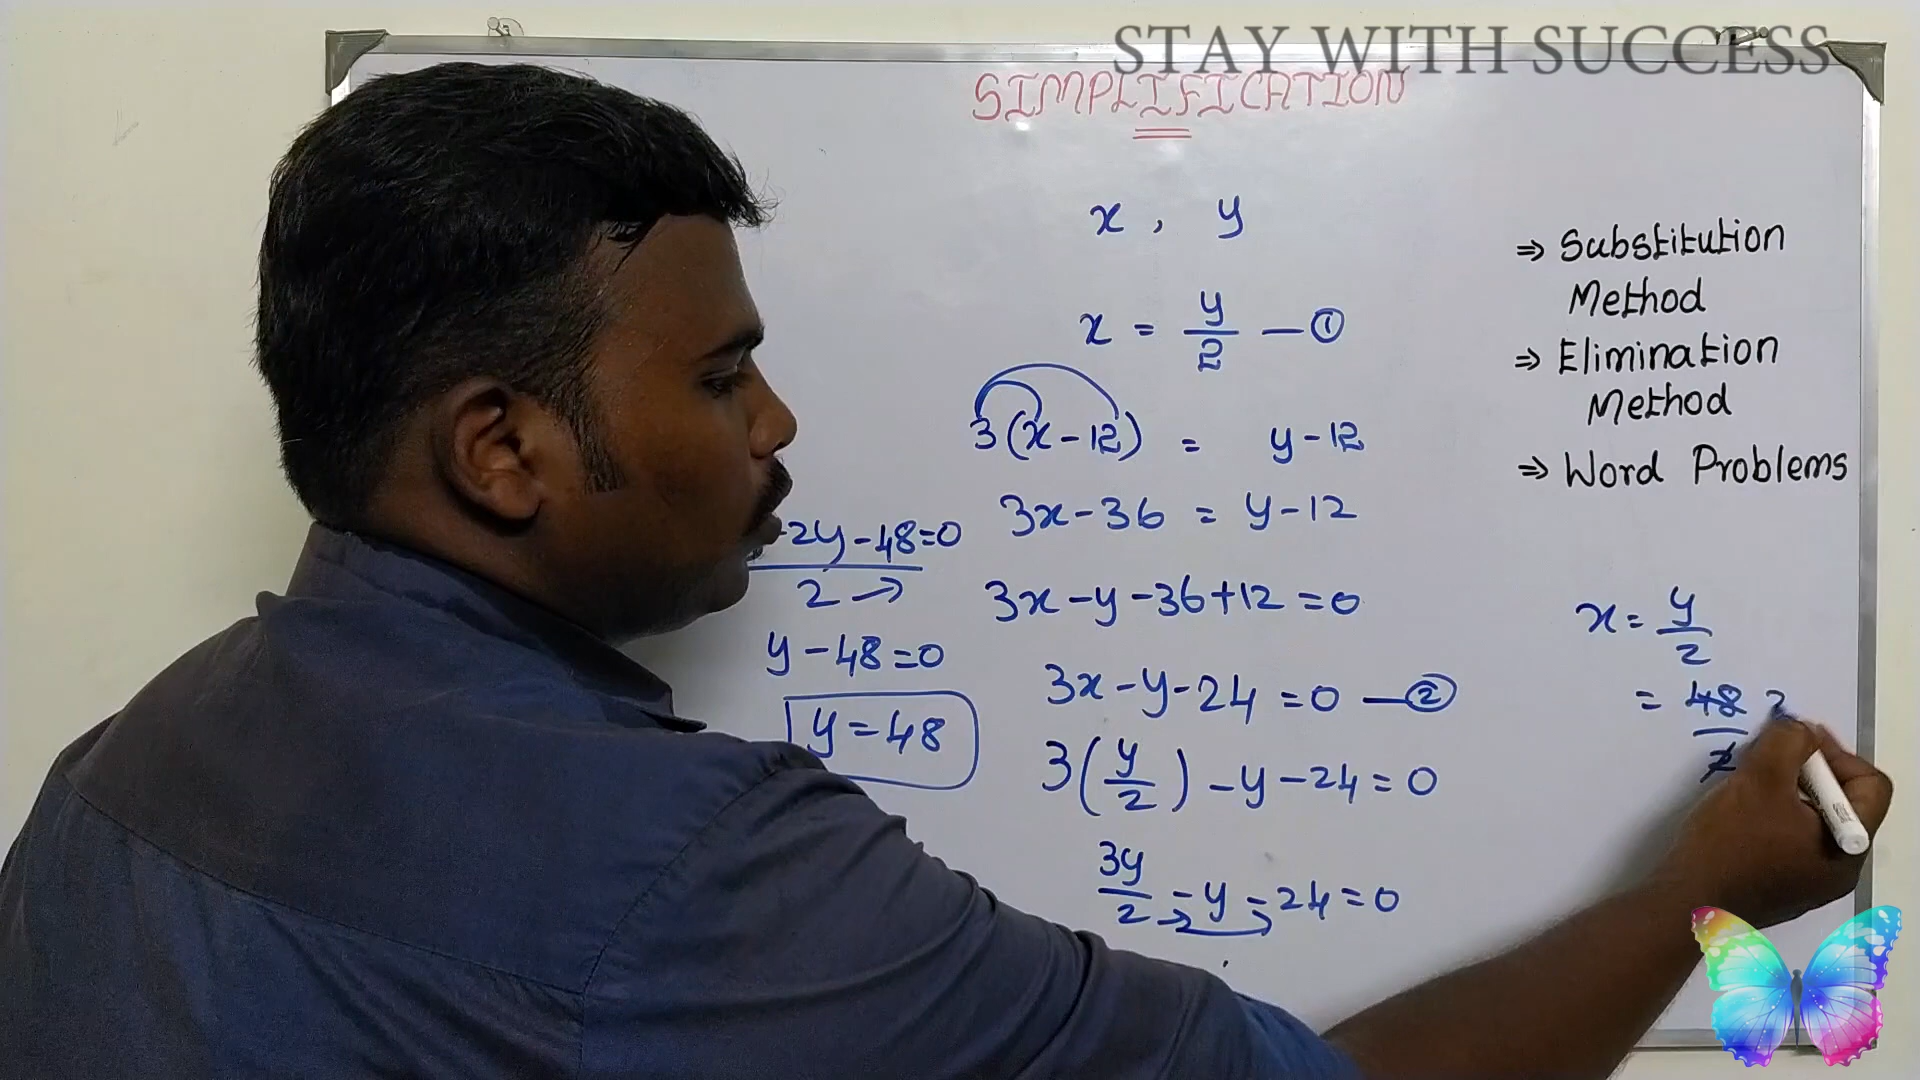 STAY WITH SUCCESS
SIMPLIFICATION
x , y
x = y/2 — ①
3(x-12) = y-12
3x-36 = y-12
3x-y-36+12=0
3x-y-24=0 — ②
3(y/2)-y-24=0
3y/2-y-24=0
-2y-48=0
2
y-48=0
y=48
⇒ Substitution
Method
⇒ Elimination
Method
⇒ Word Problems
x = y/2
= 48/2 2